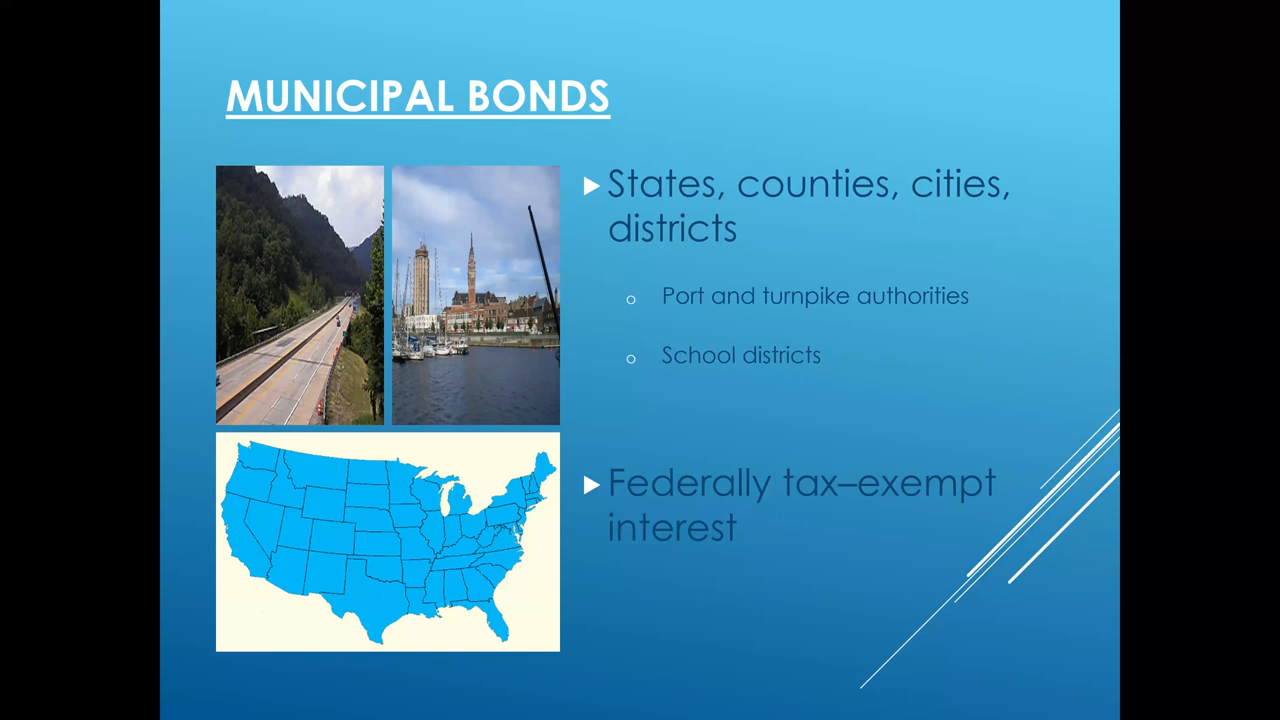 MUNICIPAL BONDS
States, counties, cities,
districts
Port and turnpike authorities
School districts
Federally tax–exempt
interest